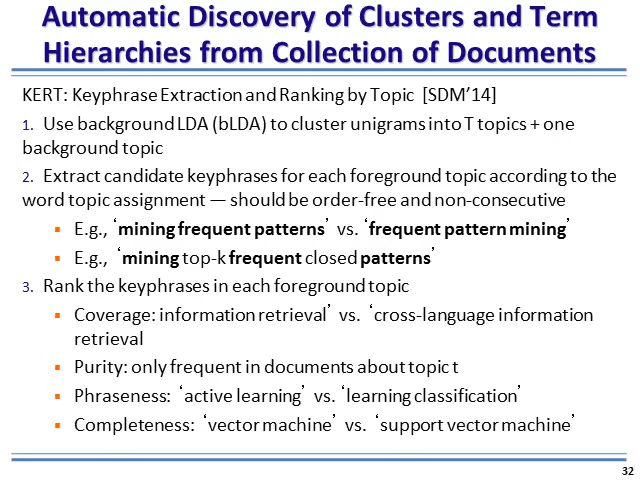 Automatic Discovery of Clusters and Term
Hierarchies from Collection of Documents
KERT: Keyphrase Extraction and Ranking by Topic [SDM’14]
1. Use background LDA (bLDA) to cluster unigrams into T topics + one
background topic
2. Extract candidate keyphrases for each foreground topic according to the
word topic assignment — should be order-free and non-consecutive
▪ E.g., ‘mining frequent patterns’ vs. ‘frequent pattern mining’
▪ E.g., ‘mining top-k frequent closed patterns’
3. Rank the keyphrases in each foreground topic
▪ Coverage: information retrieval’ vs. ‘cross-language information
retrieval
▪ Purity: only frequent in documents about topic t
▪ Phraseness: ‘active learning’ vs. ‘learning classification’
▪ Completeness: ‘vector machine’ vs. ‘support vector machine’
32